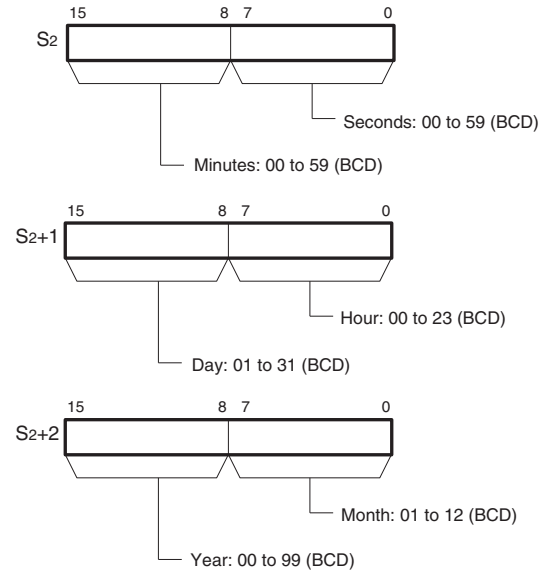 15 8 7 0
S2
Seconds: 00 to 59 (BCD)
Minutes: 00 to 59 (BCD)
15 8 7 0
S2+1
Hour: 00 to 23 (BCD)
Day: 01 to 31 (BCD)
15 8 7 0
S2+2
Month: 01 to 12 (BCD)
Year: 00 to 99 (BCD)